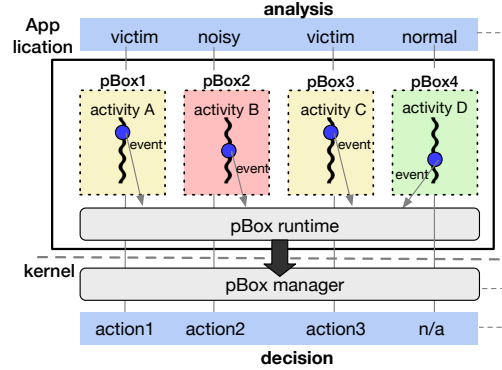 analysis
App
lication
victim noisy victim normal
pBox1 pBox2 pBox3 pBox4
activity A activity B activity C activity D
event event event event
pBox runtime
kernel
pBox manager
action1 action2 action3 n/a
decision